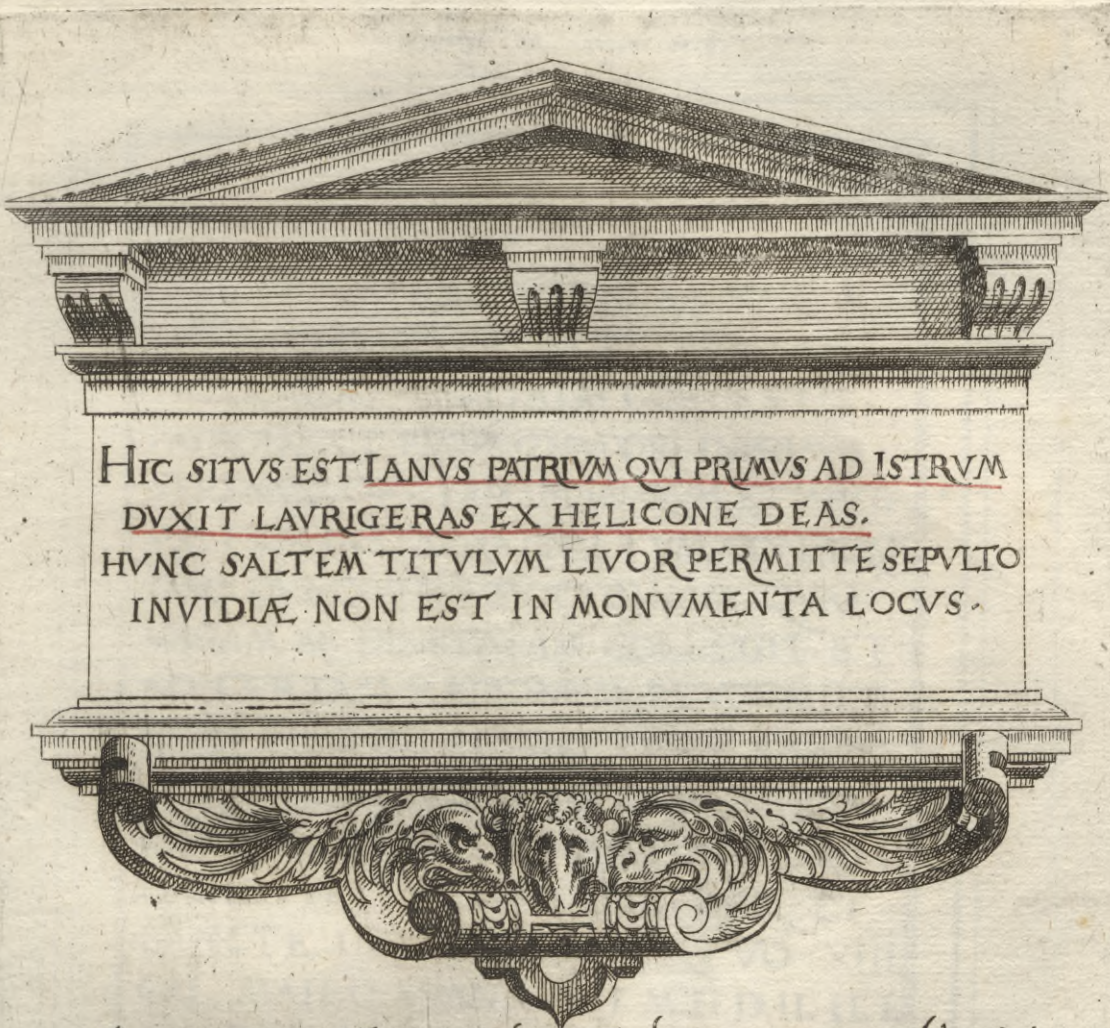 HIC SITVS EST IANVS PATRIVM QVI PRIMVS AD ISTRVM
DVXIT LAVRIGERAS EX HELICONE DEAS.
HVNC SALTEM TITVLVM LIVOR PERMITTE SEPVLTO
INVIDIÆ NON EST IN MONVMENTA LOCVS.